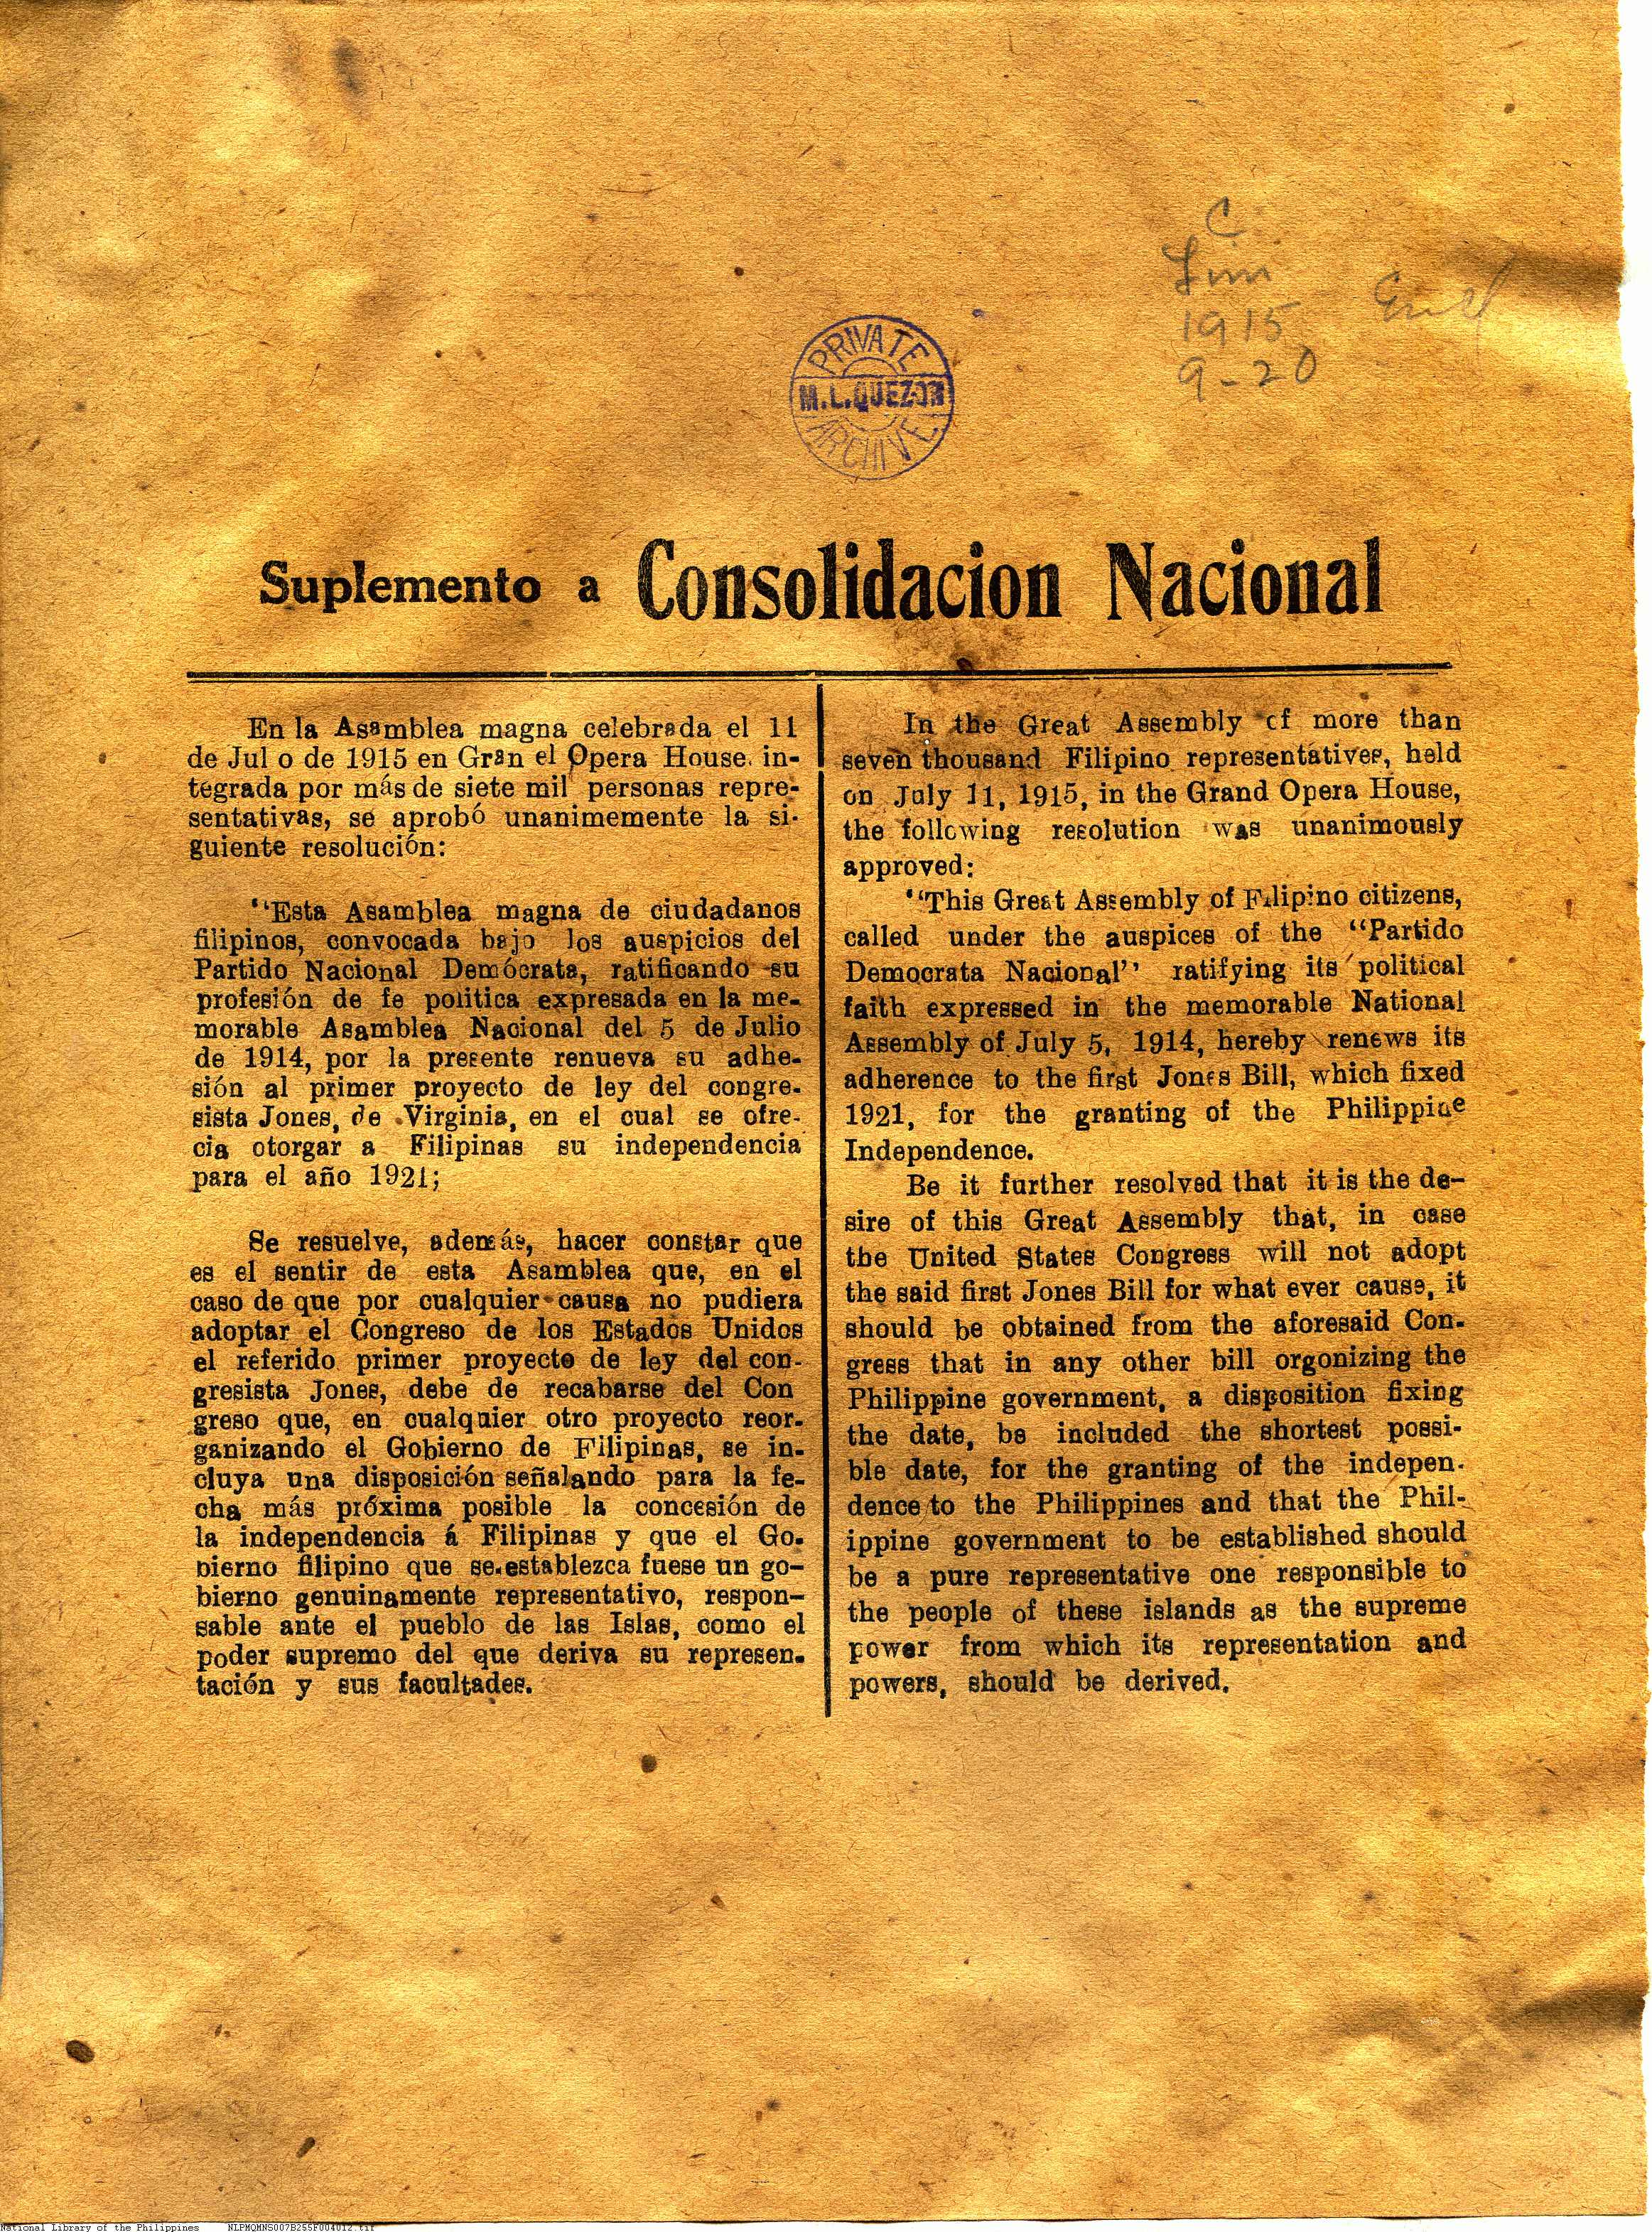 C
Lim
1915 Encl
9-20
PRIVATE
M.L.QUEZON
ARCHIVE
Suplemento a Consolidacion Nacional
En la Asamblea magna celebrada el 11
de Jul o de 1915 en Gran el Opera House, in-
tegrada por más de siete mil personas repre-
sentativas, se aprobó unanimemente la si-
guiente resolución:
"Esta Asamblea magna de ciudadanos
filipinos, convocada bajo los auspicios del
Partido Nacional Demócrata, ratificando su
profesión de fe politica expresada en la me-
morable Asamblea Nacional del 5 de Julio
de 1914, por la presente renueva su adhe-
sión al primer proyecto de ley del congre-
sista Jones, de Virginia, en el cual se ofre-
cia otorgar a Filipinas su independencia
para el año 1921;
Se resuelve, además, hacer constar que
es el sentir de esta Asamblea que, en el
caso de que por cualquier causa no pudiera
adoptar el Congreso de los Estados Unidos
el referido primer proyecto de ley del con-
gresista Jones, debe de recabarse del Con
greso que, en cualquier otro proyecto reor-
ganizando el Gobierno de Filipinas, se in-
cluya una disposición señalando para la fe-
cha más próxima posible la concesión de
la independencia á Filipinas y que el Go-
bierno filipino que se establezca fuese un go-
bierno genuinamente representativo, respon-
sable ante el pueblo de las Islas, como el
poder supremo del que deriva su represen-
tación y sus facultades.
In the Great Assembly of more than
seven thousand Filipino representatives, held
on July 11, 1915, in the Grand Opera House,
the following resolution was unanimously
approved:
"This Great Assembly of Filipino citizens,
called under the auspices of the "Partido
Democrata Nacional" ratifying its political
faith expressed in the memorable National
Assembly of July 5, 1914, hereby renews its
adherence to the first Jones Bill, which fixed
1921, for the granting of the Philippine
Independence.
Be it further resolved that it is the de-
sire of this Great Assembly that, in case
the United States Congress will not adopt
the said first Jones Bill for what ever cause, it
should be obtained from the aforesaid Con-
gress that in any other bill orgonizing the
Philippine government, a disposition fixing
the date, be included the shortest possi-
ble date, for the granting of the indepen-
dence to the Philippines and that the Phil-
ippine government to be established should
be a pure representative one responsible to
the people of these islands as the supreme
power from which its representation and
powers, should be derived.
National Library of the Philippines NLPMQMNS007B255F004012.tif